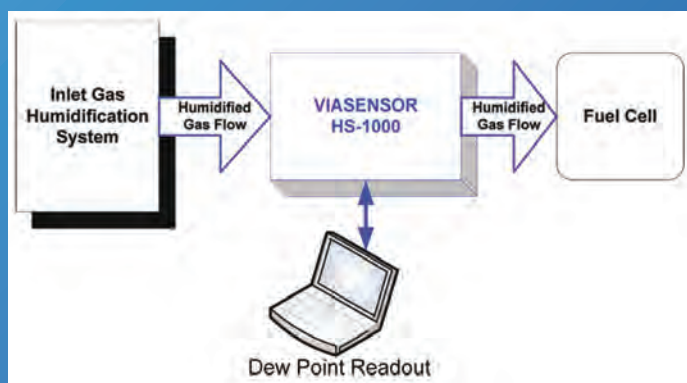 Inlet Gas
Humidification
System
Humidified
Gas Flow
VIASENSOR
HS-1000
Humidified
Gas Flow
Fuel Cell
Dew Point Readout